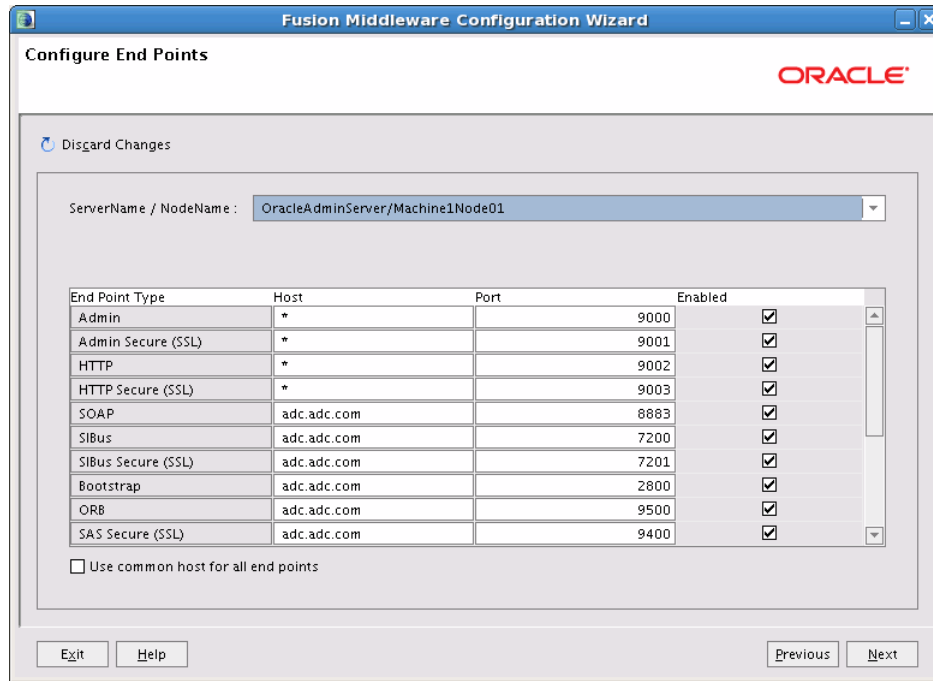 Fusion Middleware Configuration Wizard
Configure End Points
ORACLE
Discard Changes
ServerName / NodeName : OracleAdminServer/Machine1Node01
End Point Type Host Port Enabled
Admin * 9000
Admin Secure (SSL) * 9001
HTTP * 9002
HTTP Secure (SSL) * 9003
SOAP adc.adc.com 8883
SIBus adc.adc.com 7200
SIBus Secure (SSL) adc.adc.com 7201
Bootstrap adc.adc.com 2800
ORB adc.adc.com 9500
SAS Secure (SSL) adc.adc.com 9400
Use common host for all end points
Exit Help Previous Next